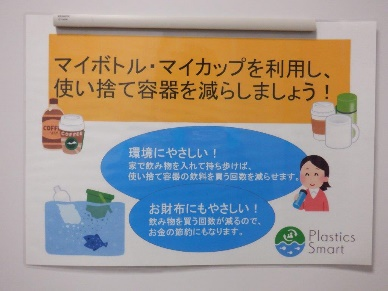 マイボトル・マイカップを利用し、
使い捨て容器を減らしましょう！
COFFEE
COFFEE
環境にやさしい！
家で飲み物を入れて持ち歩けば、
使い捨て容器の飲料を買う回数を減らせます。
お財布にもやさしい！
飲み物を買う回数が減るので、
お金の節約にもなります。
Plastics
Smart